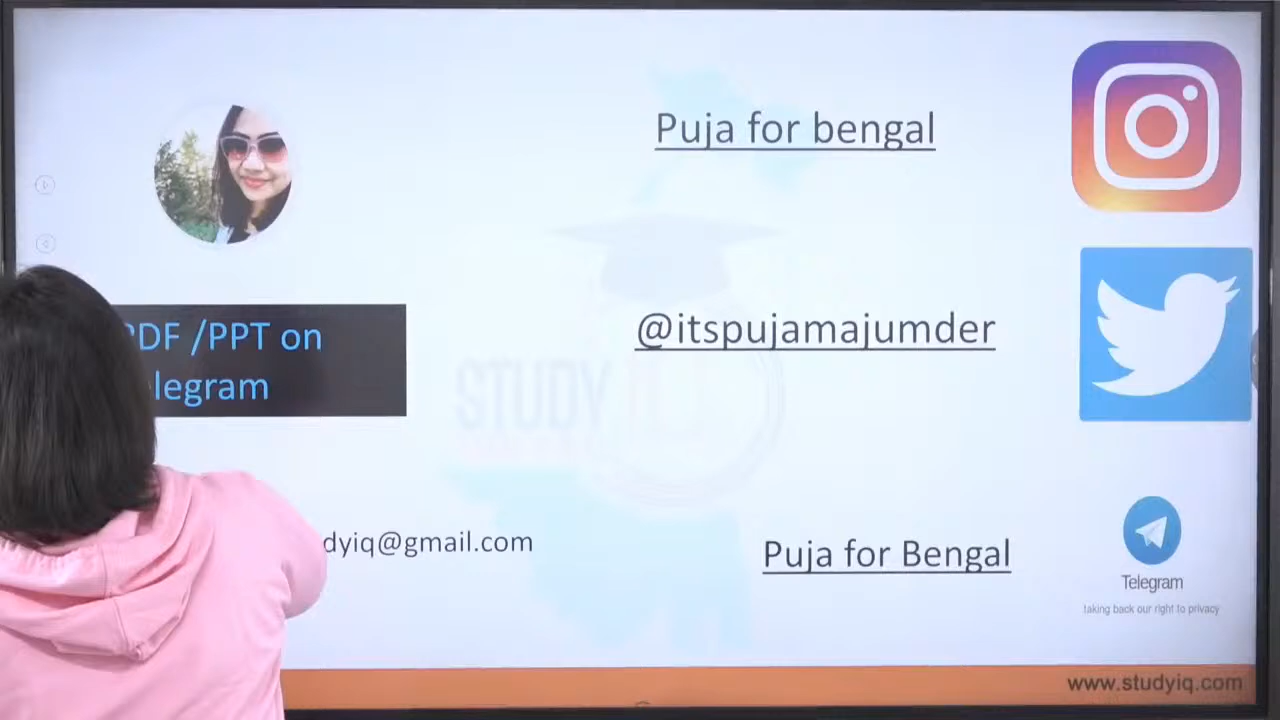 Puja for bengal
PDF /PPT on
legram
@itspujamajumder
STUDY
dyiq@gmail.com
Puja for Bengal
Telegram
taking back our right to privacy
www.studyiq.com